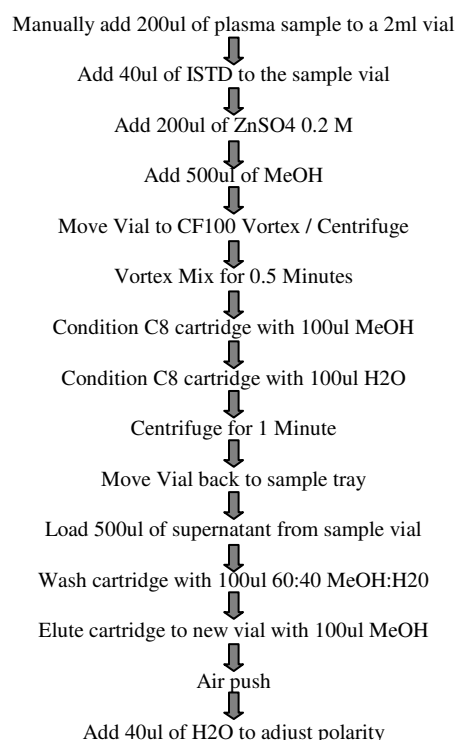 Manually add 200ul of plasma sample to a 2ml vial
Add 40ul of ISTD to the sample vial
Add 200ul of ZnSO4 0.2 M
Add 500ul of MeOH
Move Vial to CF100 Vortex / Centrifuge
Vortex Mix for 0.5 Minutes
Condition C8 cartridge with 100ul MeOH
Condition C8 cartridge with 100ul H2O
Centrifuge for 1 Minute
Move Vial back to sample tray
Load 500ul of supernatant from sample vial
Wash cartridge with 100ul 60:40 MeOH:H20
Elute cartridge to new vial with 100ul MeOH
Air push
Add 40ul of H2O to adjust polarity